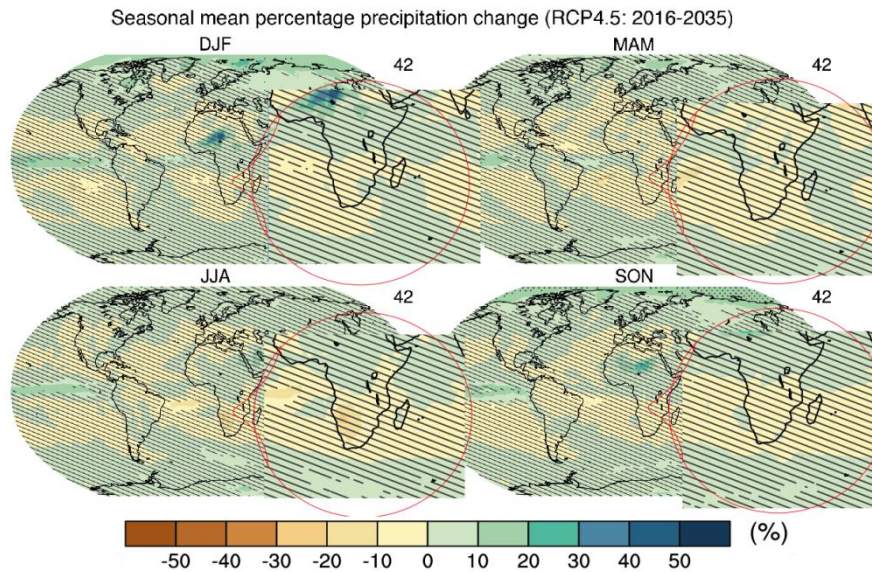 Seasonal mean percentage precipitation change (RCP4.5: 2016-2035)
DJF
MAM
42
42
JJA
SON
42
42
(%)
-50 -40 -30 -20 -10 0 10 20 30 40 50